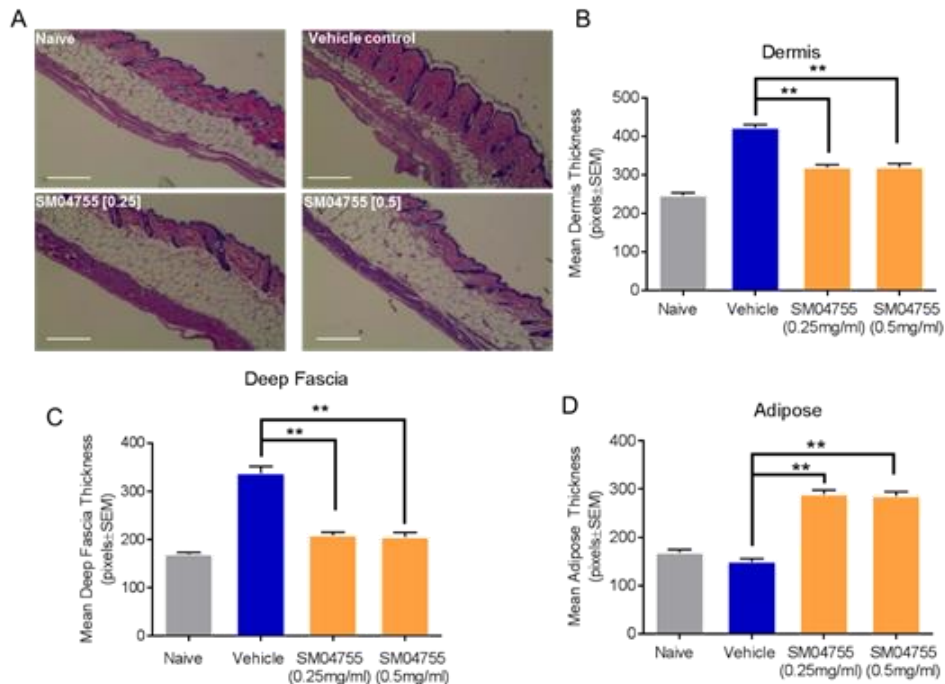 A
Naive
Vehicle control
SM04755 [0.25]
SM04755 [0.5]
B
Dermis
**
**
Mean Dermis Thickness
(pixels±SEM)
500
400
300
200
100
0
Naive
Vehicle
SM04755
(0.25mg/ml)
SM04755
(0.5mg/ml)
C
Deep Fascia
**
**
Mean Deep Fascia Thickness
(pixels±SEM)
400
300
200
100
0
Naive
Vehicle
SM04755
(0.25mg/ml)
SM04755
(0.5mg/ml)
D
Adipose
**
**
Mean Adipose Thickness
(pixels±SEM)
400
300
200
100
0
Naive
Vehicle
SM04755
(0.25mg/ml)
SM04755
(0.5mg/ml)